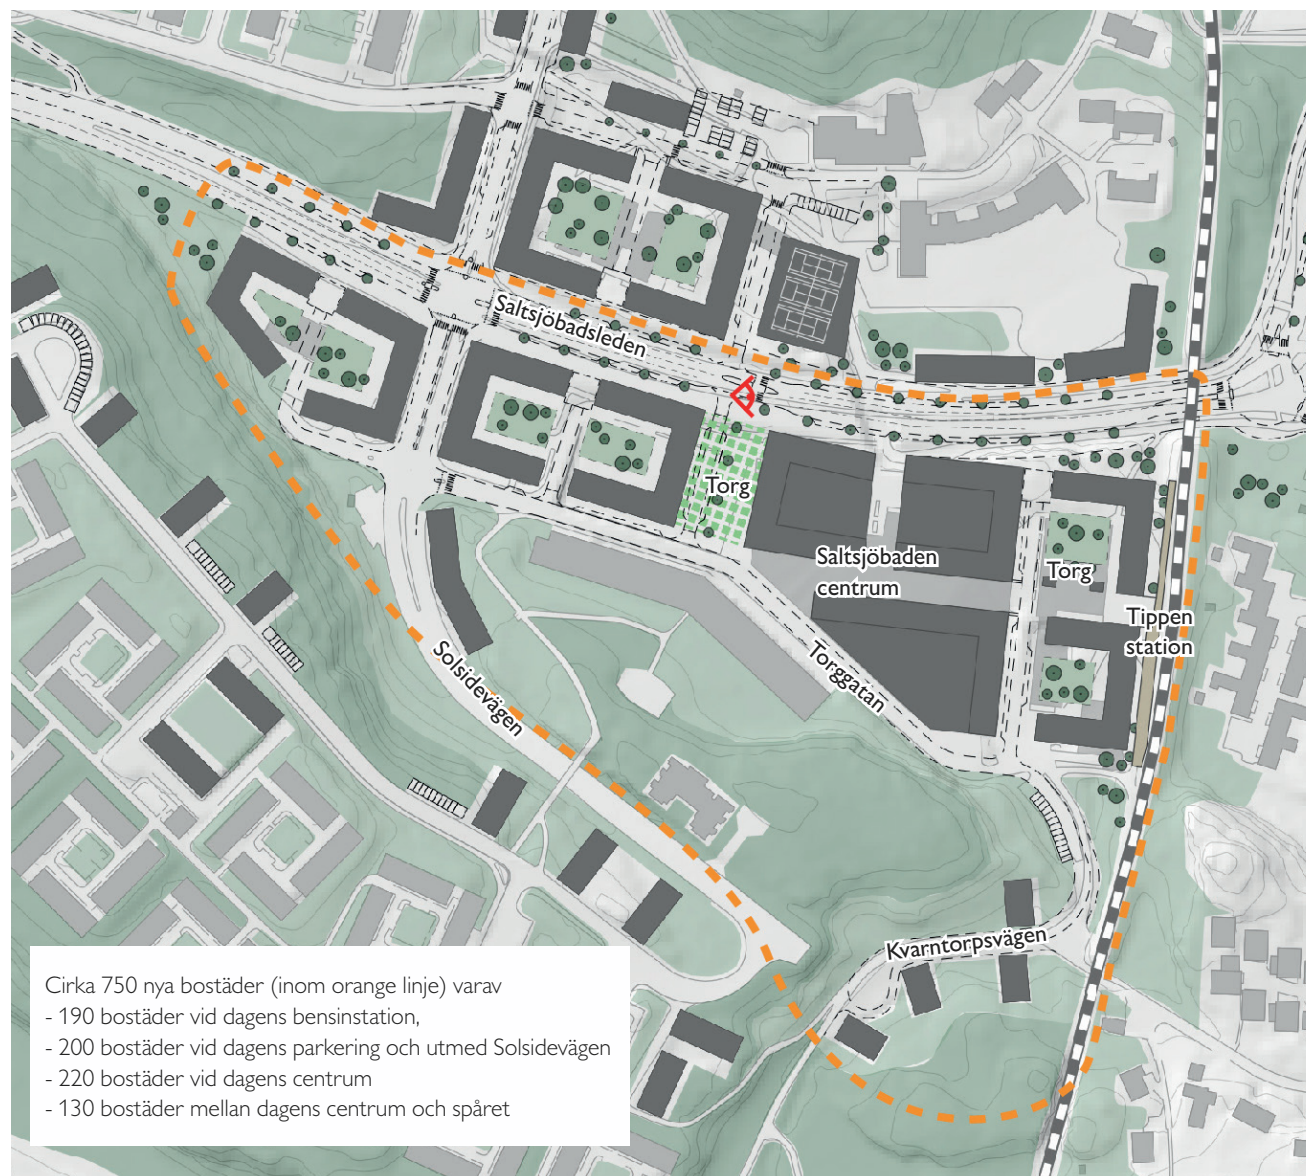 Saltsjöbadsleden
Torg
Saltsjöbaden
centrum
Torg
Tippen
station
Solsidevägen
Torggatan
Kvarntorpsvägen
Cirka 750 nya bostäder (inom orange linje) varav
- 190 bostäder vid dagens bensinstation,
- 200 bostäder vid dagens parkering och utmed Solsidevägen
- 220 bostäder vid dagens centrum
- 130 bostäder mellan dagens centrum och spåret